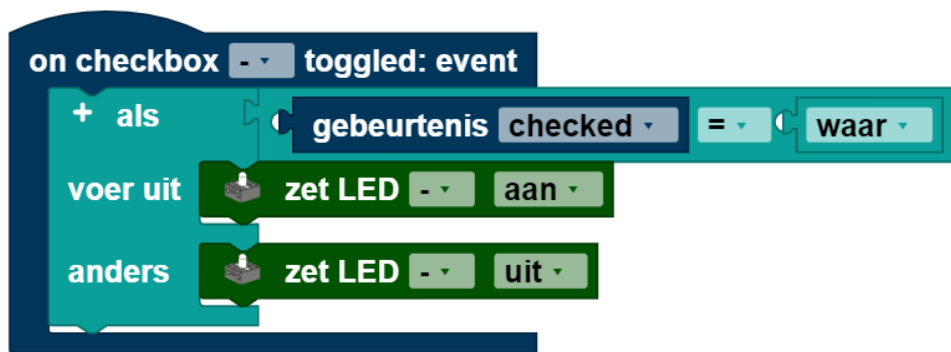 on checkbox - toggled: event
+ als gebeurtenis checked = waar
voer uit zet LED - aan
anders zet LED - uit